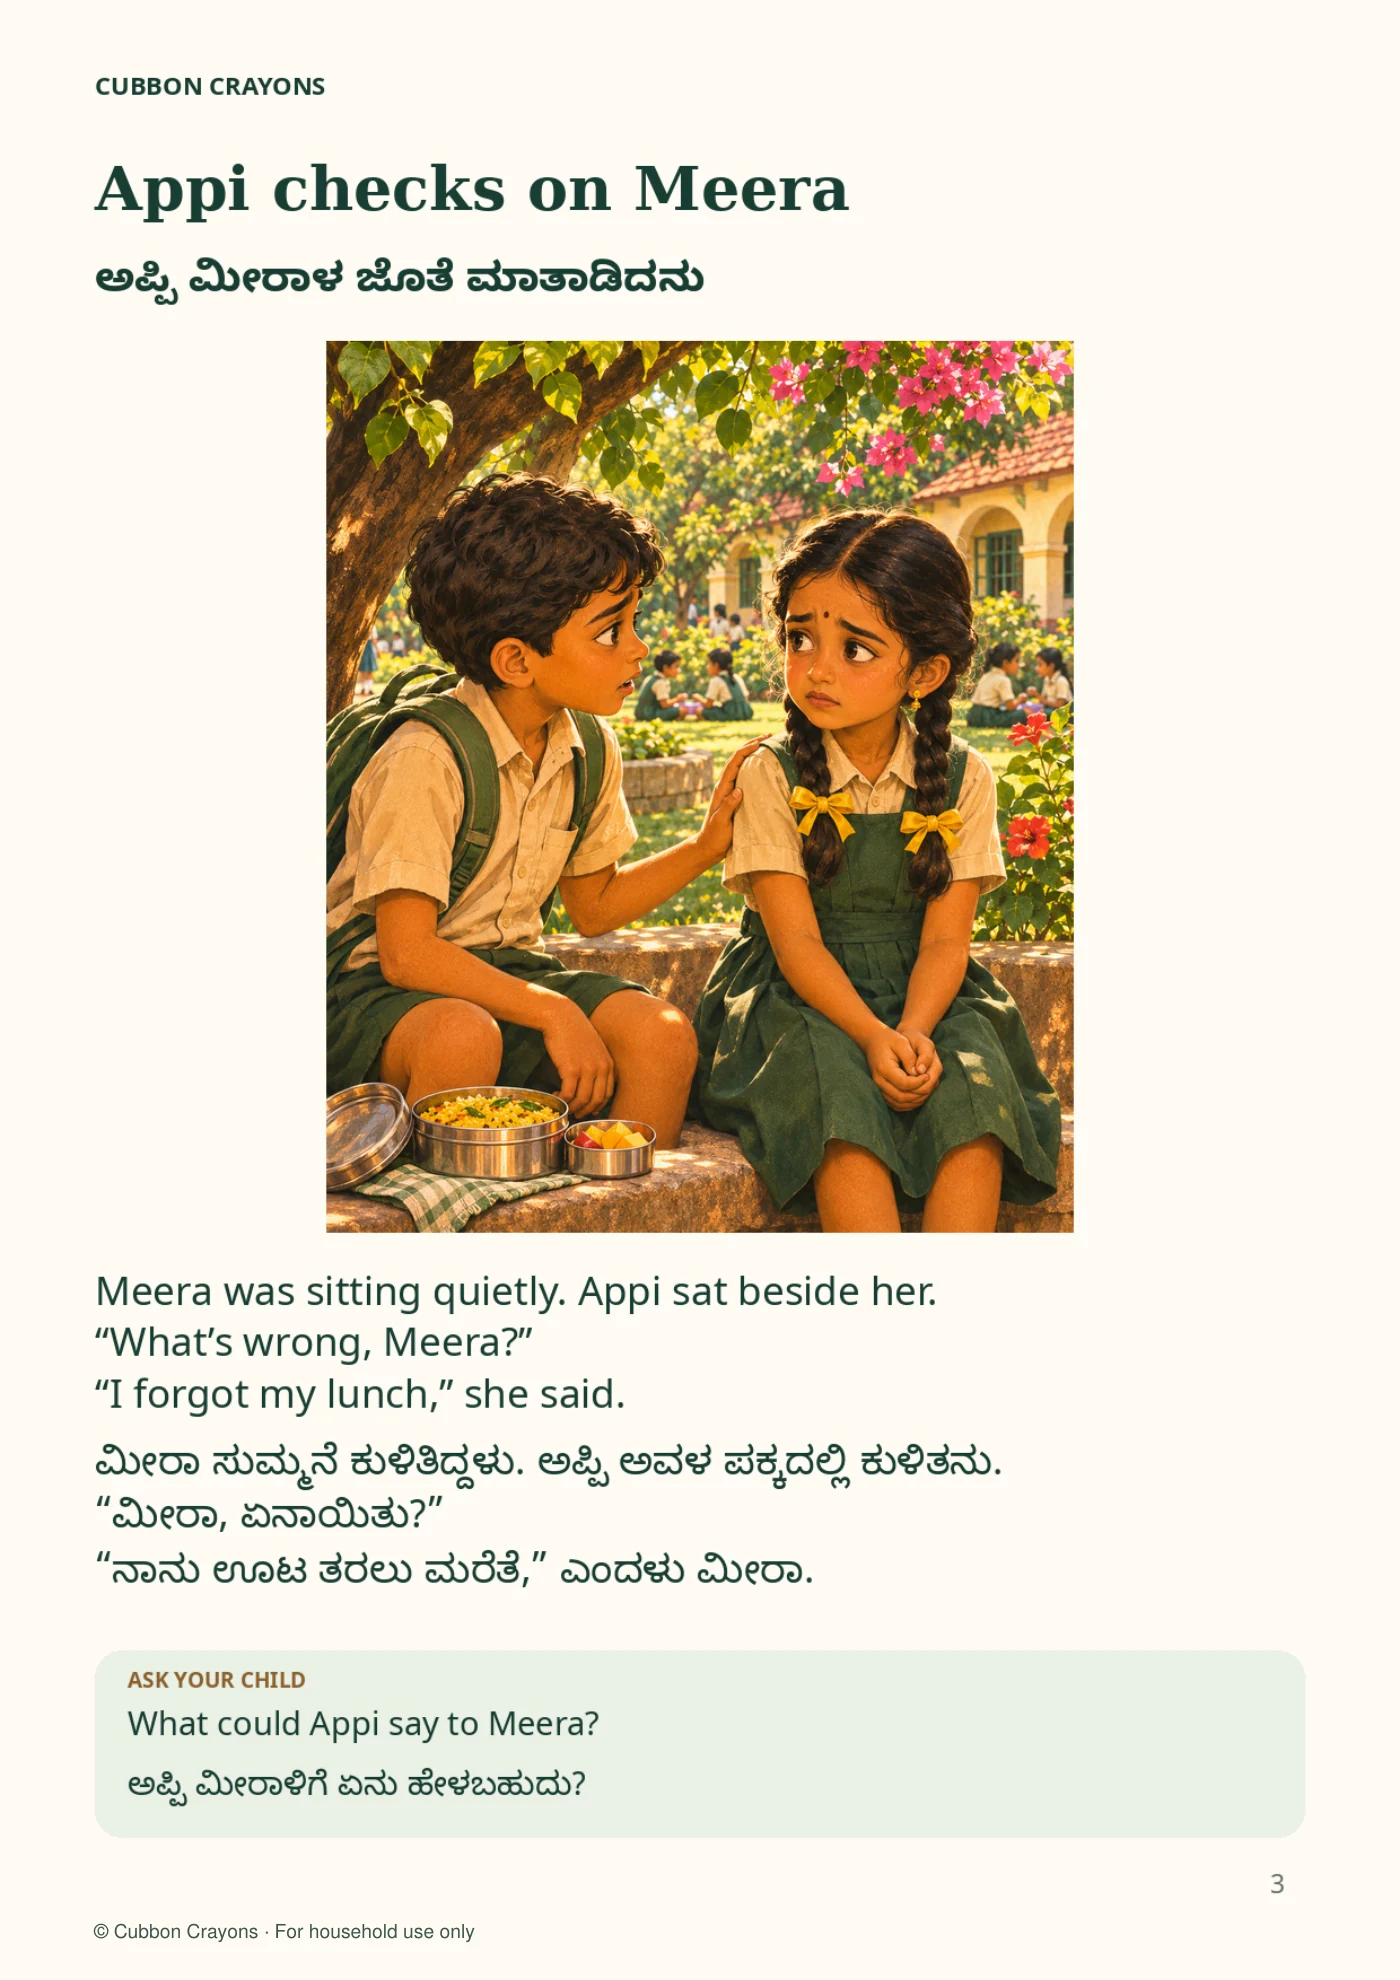 CUBBON CRAYONS
Appi checks on Meera
ಅಪ್ಪಿ ಮೀರಾಳ ಜೊತೆ ಮಾತಾಡಿದನು
Meera was sitting quietly. Appi sat beside her.
“What’s wrong, Meera?”
“I forgot my lunch,” she said.
ಮೀರಾ ಸುಮ್ಮನೆ ಕುಳಿತಿದ್ದಳು. ಅಪ್ಪಿ ಅವಳ ಪಕ್ಕದಲ್ಲಿ ಕುಳಿತನು.
“ಮೀರಾ, ಏನಾಯಿತು?”
“ನಾನು ಊಟ ತರಲು ಮರೆತೆ,” ಎಂದಳು ಮೀರಾ.
ASK YOUR CHILD
What could Appi say to Meera?
ಅಪ್ಪಿ ಮೀರಾಳಿಗೆ ಏನು ಹೇಳಬಹುದು?
3
© Cubbon Crayons · For household use only